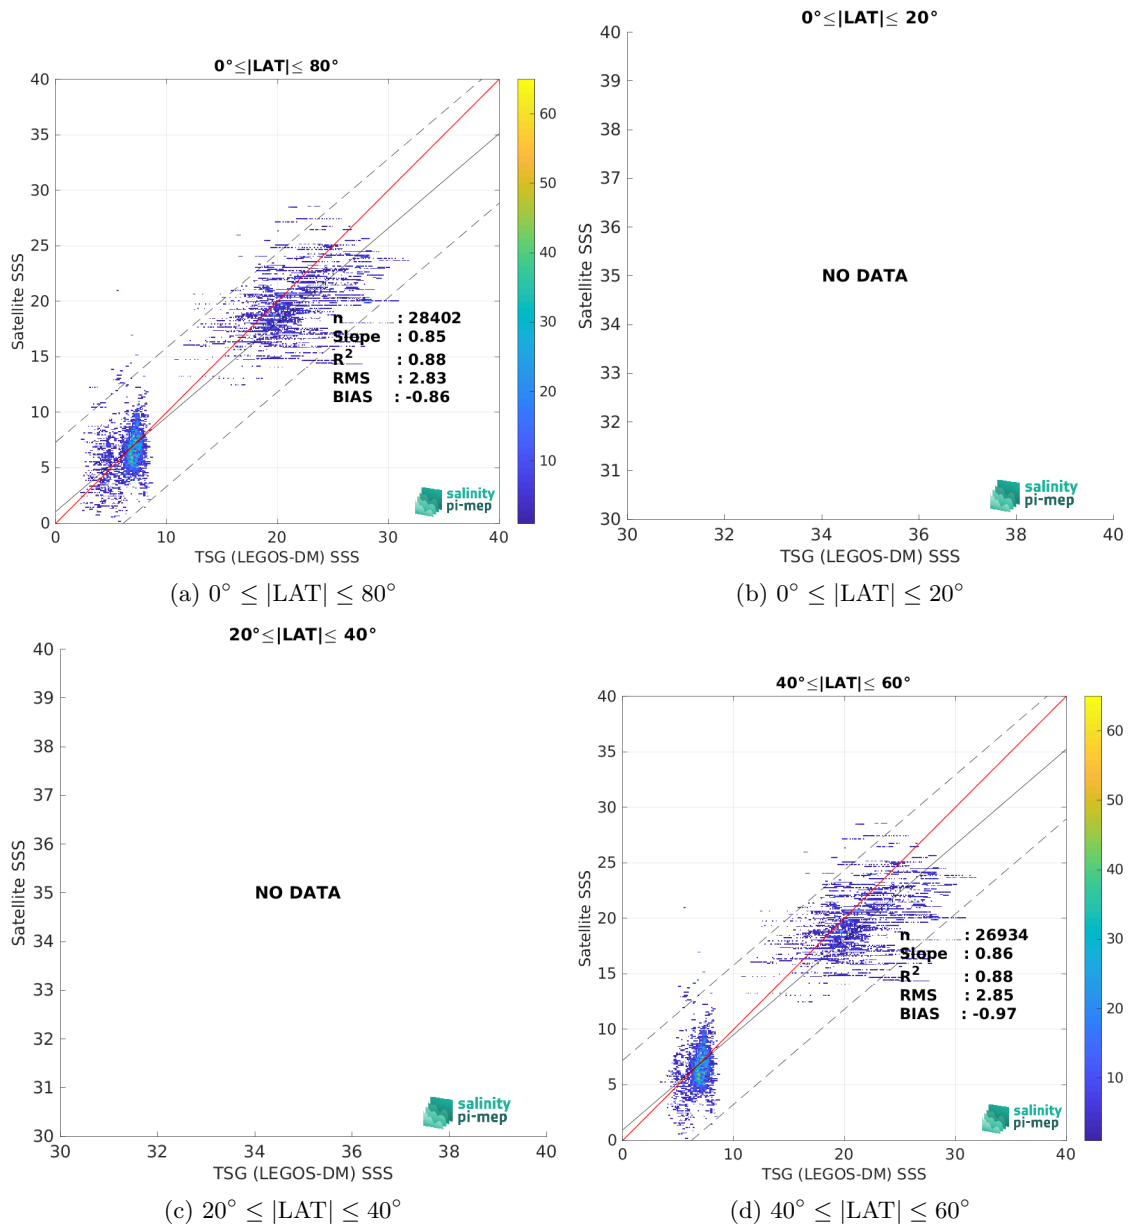 0°≤|LAT|≤ 80°
40
35
30
25
20
15
10
5
0
0
10
20
30
40
Satellite SSS
TSG (LEGOS-DM) SSS
n : 28402
Slope : 0.85
R2 : 0.88
RMS : 2.83
BIAS : -0.86
salinity
pi-mep
60
50
40
30
20
10
(a) 0° ≤ |LAT| ≤ 80°
0°≤|LAT|≤ 20°
40
39
38
37
36
35
34
33
32
31
30
30
32
34
36
38
40
Satellite SSS
NO DATA
TSG (LEGOS-DM) SSS
salinity
pi-mep
(b) 0° ≤ |LAT| ≤ 20°
20°≤|LAT|≤ 40°
40
39
38
37
36
35
34
33
32
31
30
30
32
34
36
38
40
Satellite SSS
NO DATA
TSG (LEGOS-DM) SSS
salinity
pi-mep
(c) 20° ≤ |LAT| ≤ 40°
40°≤|LAT|≤ 60°
40
35
30
25
20
15
10
5
0
0
10
20
30
40
Satellite SSS
TSG (LEGOS-DM) SSS
n : 26934
Slope : 0.86
R2 : 0.88
RMS : 2.85
BIAS : -0.97
salinity
pi-mep
60
50
40
30
20
10
(d) 40° ≤ |LAT| ≤ 60°